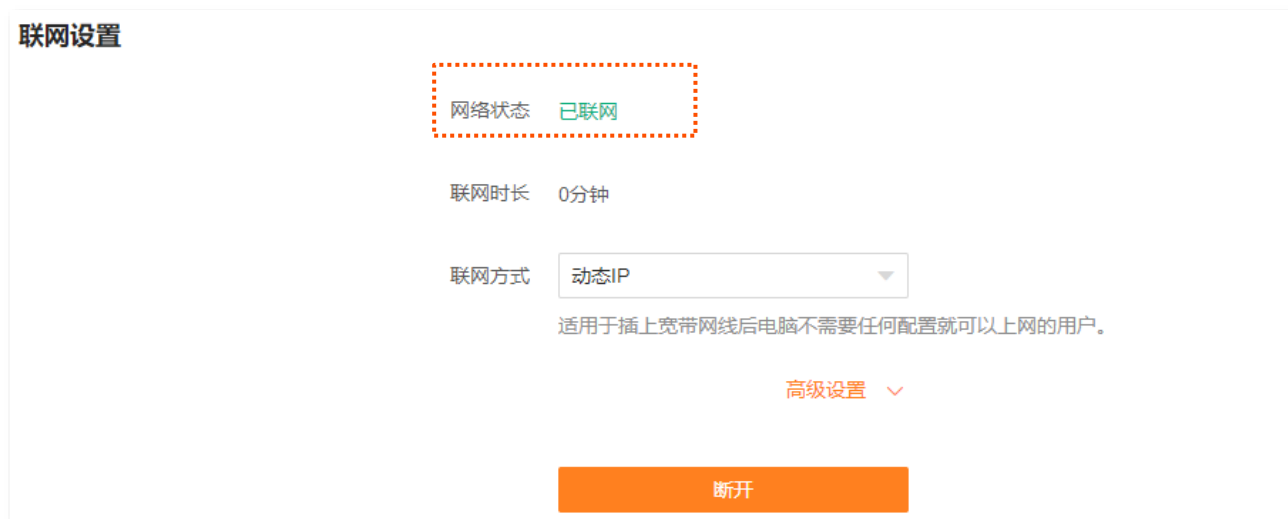 联网设置
网络状态 已联网
联网时长 0分钟
联网方式 动态IP
适用于插上宽带网线后电脑不需要任何配置就可以上网的用户。
高级设置
断开